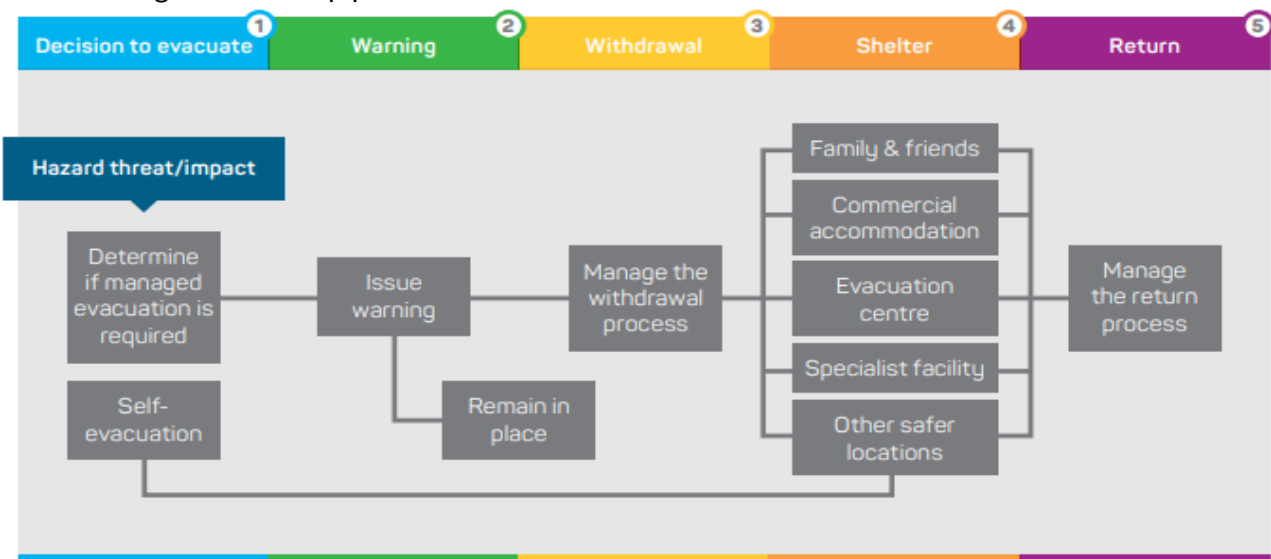 Decision to evacuate
1
Warning
2
Withdrawal
3
Shelter
4
Return
5
Hazard threat/impact
Determine
if managed
evacuation is
required
Self-
evacuation
Issue
warning
Remain in
place
Manage the
withdrawal
process
Family & friends
Commercial
accommodation
Evacuation
centre
Specialist facility
Other safer
locations
Manage
the return
process